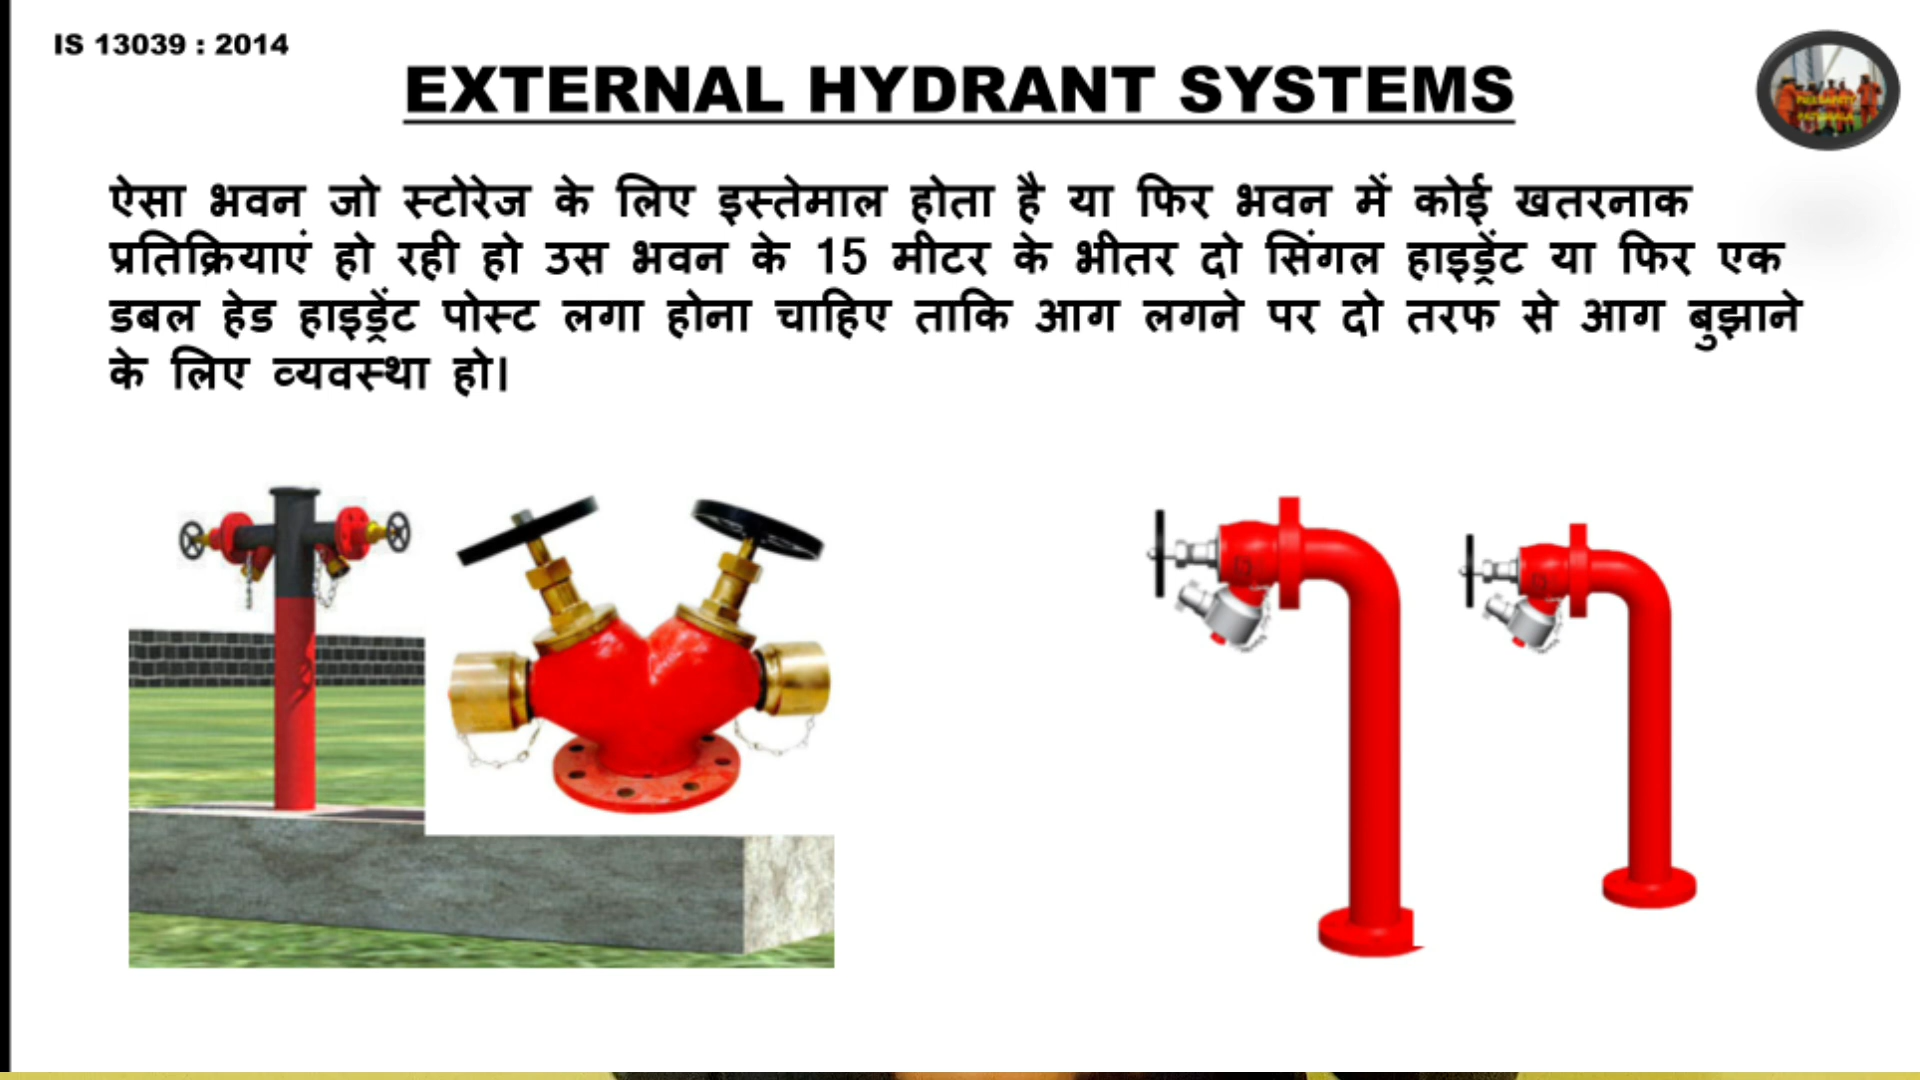 IS 13039 : 2014
EXTERNAL HYDRANT SYSTEMS
ऐसा भवन जो स्टोरेज के लिए इस्तेमाल होता है या फिर भवन में कोई खतरनाक
प्रतिक्रियाएं हो रही हो उस भवन के 15 मीटर के भीतर दो सिंगल हाइड्रेंट या फिर एक
डबल हेड हाइड्रेंट पोस्ट लगा होना चाहिए ताकि आग लगने पर दो तरफ से आग बुझाने
के लिए व्यवस्था हो।